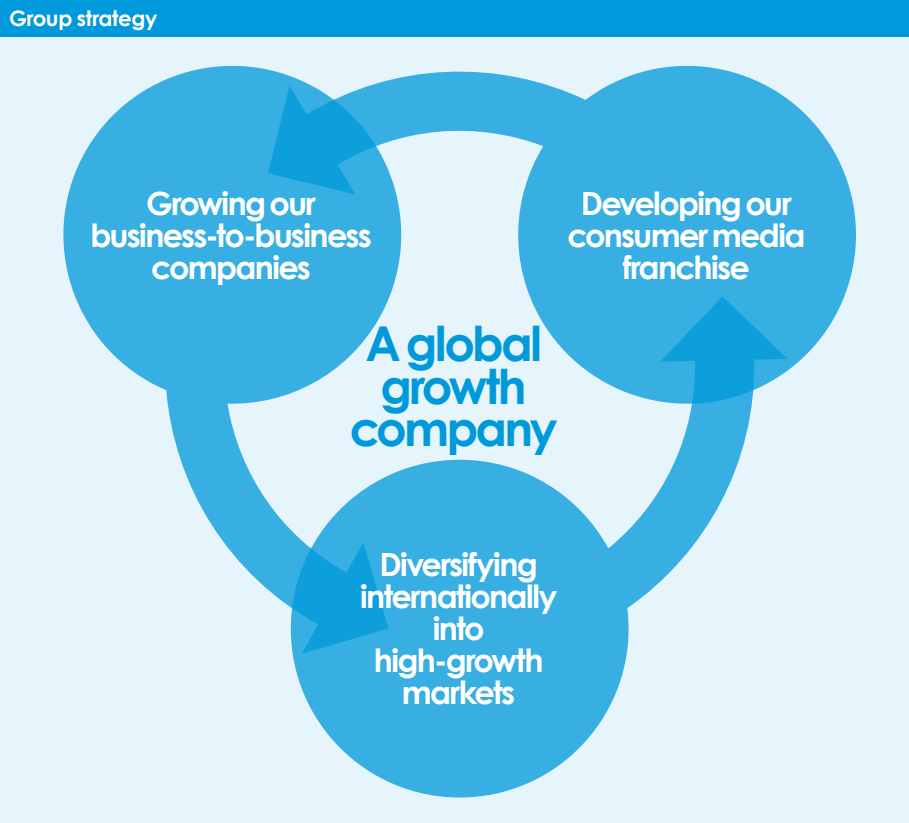 Group strategy
Growing our
business-to-business
companies
Developing our
consumer media
franchise
A global
growth
company
Diversifying
internationally
into
high-growth
markets